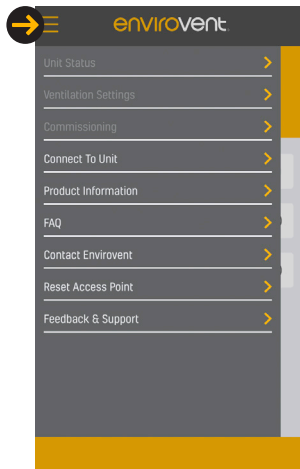 envirovent.
Unit Status
Ventilation Settings
Commissioning
Connect To Unit
Product Information
FAQ
Contact Envirovent
Reset Access Point
Feedback & Support